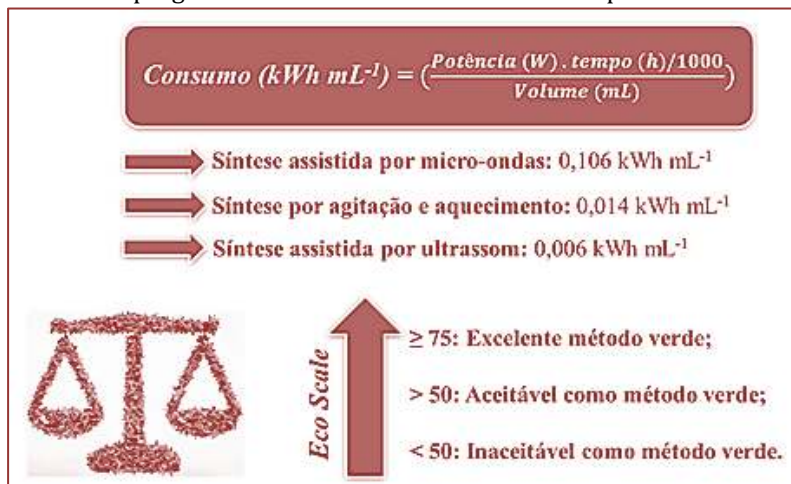 Consumo (kWh mL⁻¹) = (Potência (W) . tempo (h)/1000
Volume (mL))
Síntese assistida por micro-ondas: 0,106 kWh mL⁻¹
Síntese por agitação e aquecimento: 0,014 kWh mL⁻¹
Síntese assistida por ultrassom: 0,006 kWh mL⁻¹
Eco Scale
≥ 75: Excelente método verde;
> 50: Aceitável como método verde;
< 50: Inaceitável como método verde.